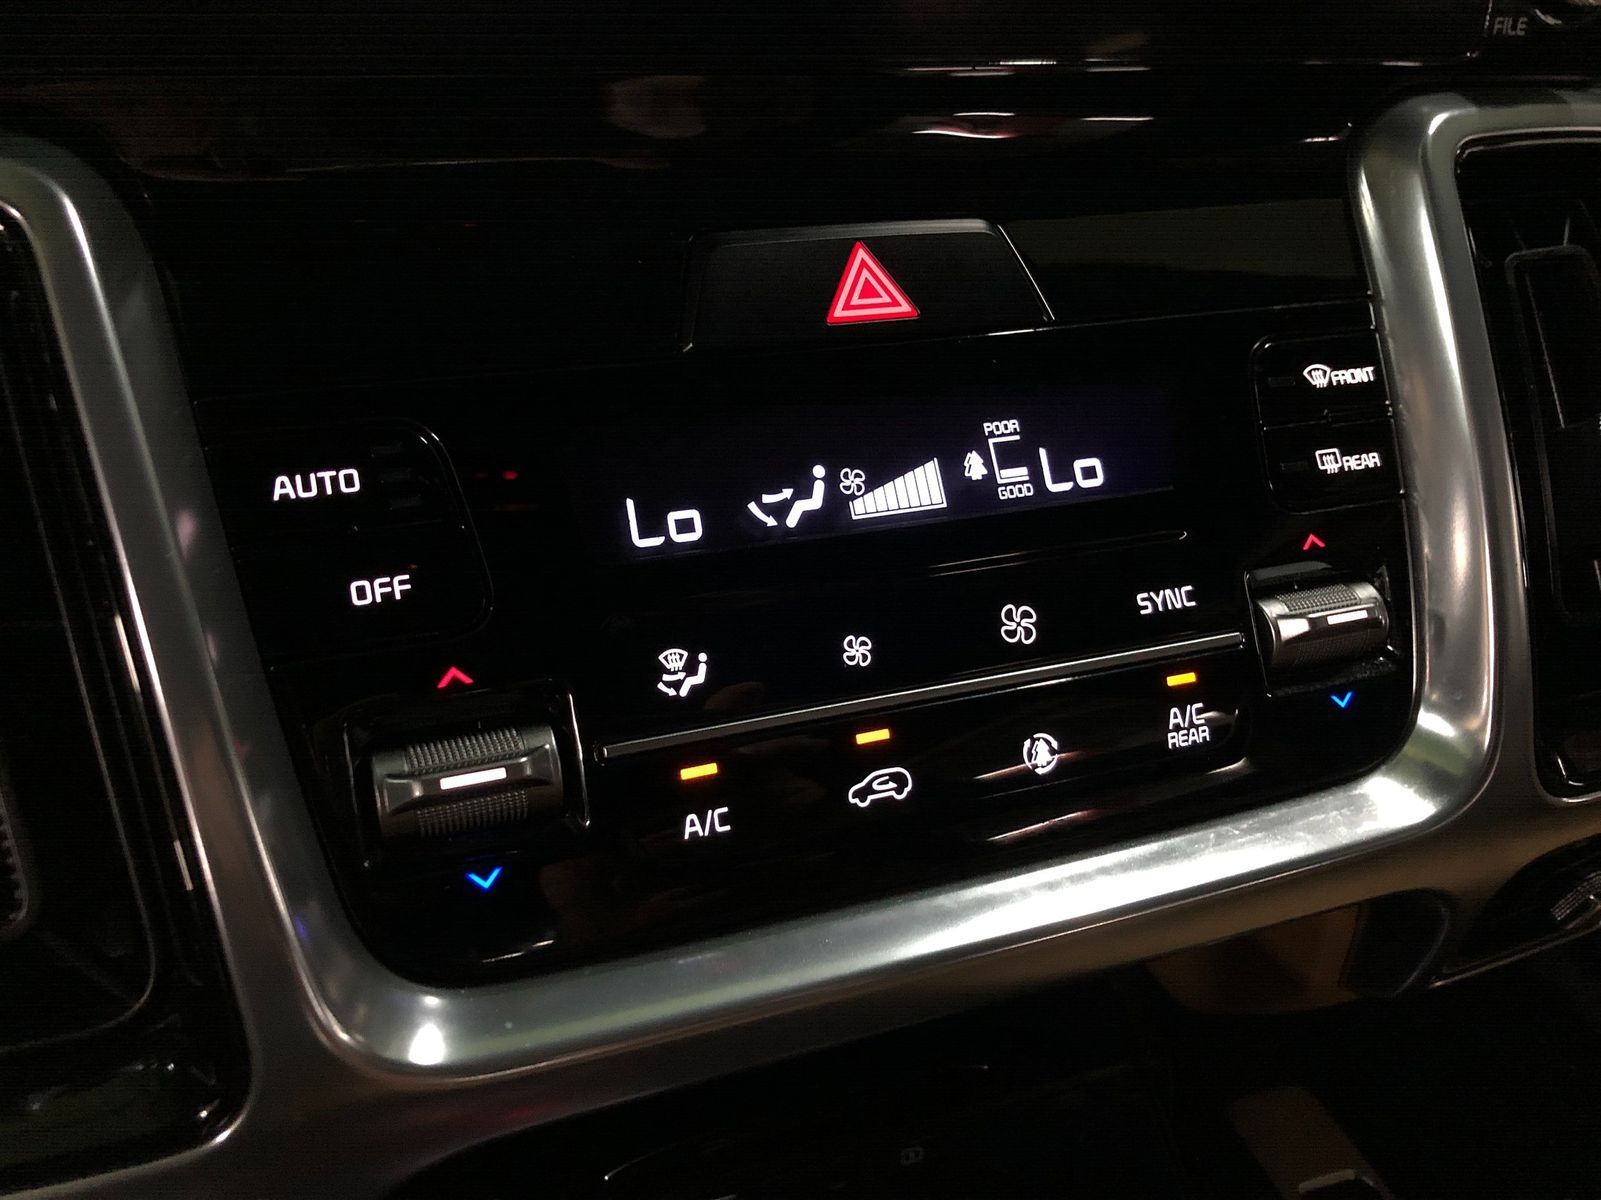 FILE
FRONT
AUTO
Lo
POOR
GOOD
Lo
REAR
OFF
SYNC
A/C
A/C
REAR